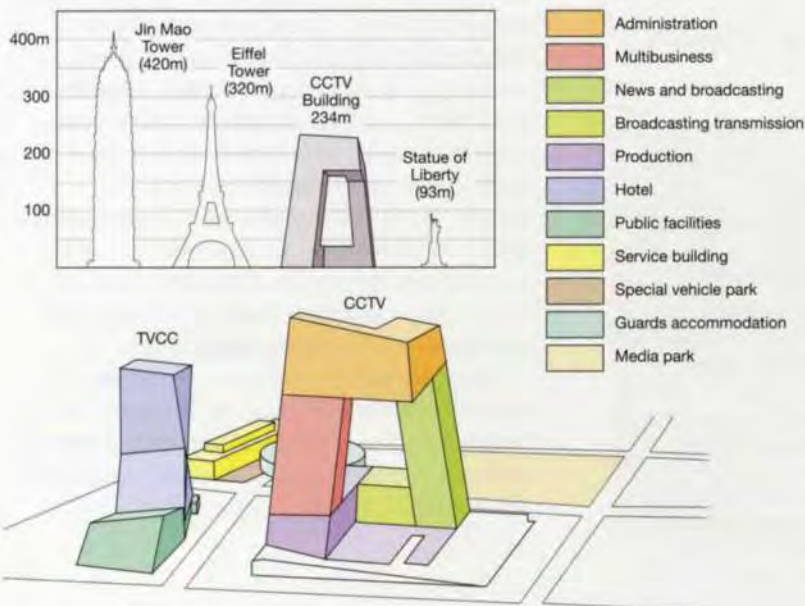 400m
300
200
100
Jin Mao
Tower
(420m)
Eiffel
Tower
(320m)
CCTV
Building
234m
Statue of
Liberty
(93m)
Administration
Multibusiness
News and broadcasting
Broadcasting transmission
Production
Hotel
Public facilities
Service building
Special vehicle park
Guards accommodation
Media park
TVCC
CCTV